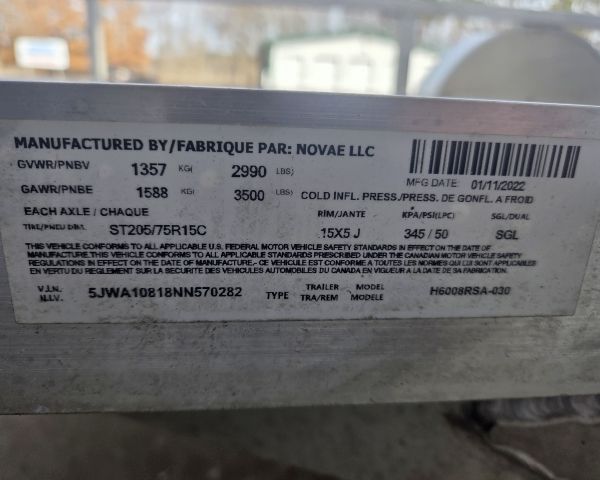 MANUFACTURED BY/FABRIQUE PAR: NOVAE LLC
GVWR/PNBV 1357 KG( 2990 LBS) MFG DATE: 01/11/2022
GAWR/PNBE 1588 KG( 3500 LBS) COLD INFL. PRESS/PRESS. DE GONFL. A FROID
EACH AXLE / CHAQUE RIM/JANTE KPA/PSI(LPC) SGL/DUAL
TIRE/PNEU DIM. ST205/75R15C 15X5 J 345/50 SGL
THIS VEHICLE CONFORMS TO ALL APPLICABLE U.S. FEDERAL MOTOR VEHICLE SAFETY STANDARDS IN EFFECT ON THE DATE OF
MANUFACTURE. THIS VEHICLE CONFORMS TO ALL STANDARDS PRESCRIBED UNDER THE CANADIAN MOTOR VEHICLE SAFETY
REGULATIONS IN EFFECT ON THE DATE OF MANUFACTURE. / CE VEHICULE EST CONFORME A TOUTES LES NORMES QUI LUI SONT APPLICABLES
EN VERTU DU REGLEMENT SUR LA SECURITE DES VEHICULES AUTOMOBILES DU CANADA EN VIGUEUR A LA DATE DE SA FABRICATION.
V.I.N. TRAILER MODEL
N.I.V. 5JWA10818NN570282 TYPE TRA/REM MODELE H6008RSA-030